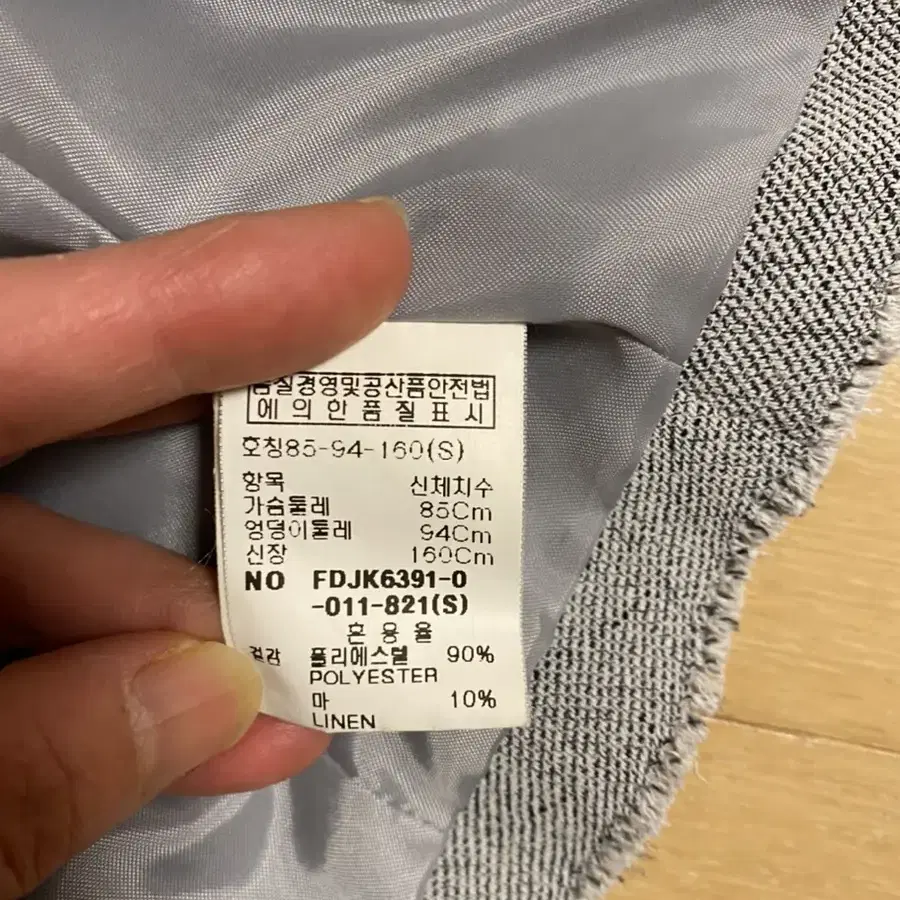 품질경영및공산품안전법
에 의 한 품 질 표 시
호칭85-94-160(S)
항목 신체치수
가슴둘레 85Cm
엉덩이둘레 94Cm
신장 160Cm
NO FDJK6391-0
-011-821(S)
혼 용 율
겉감 폴리에스텔 90%
POLYESTER
마 10%
LINEN